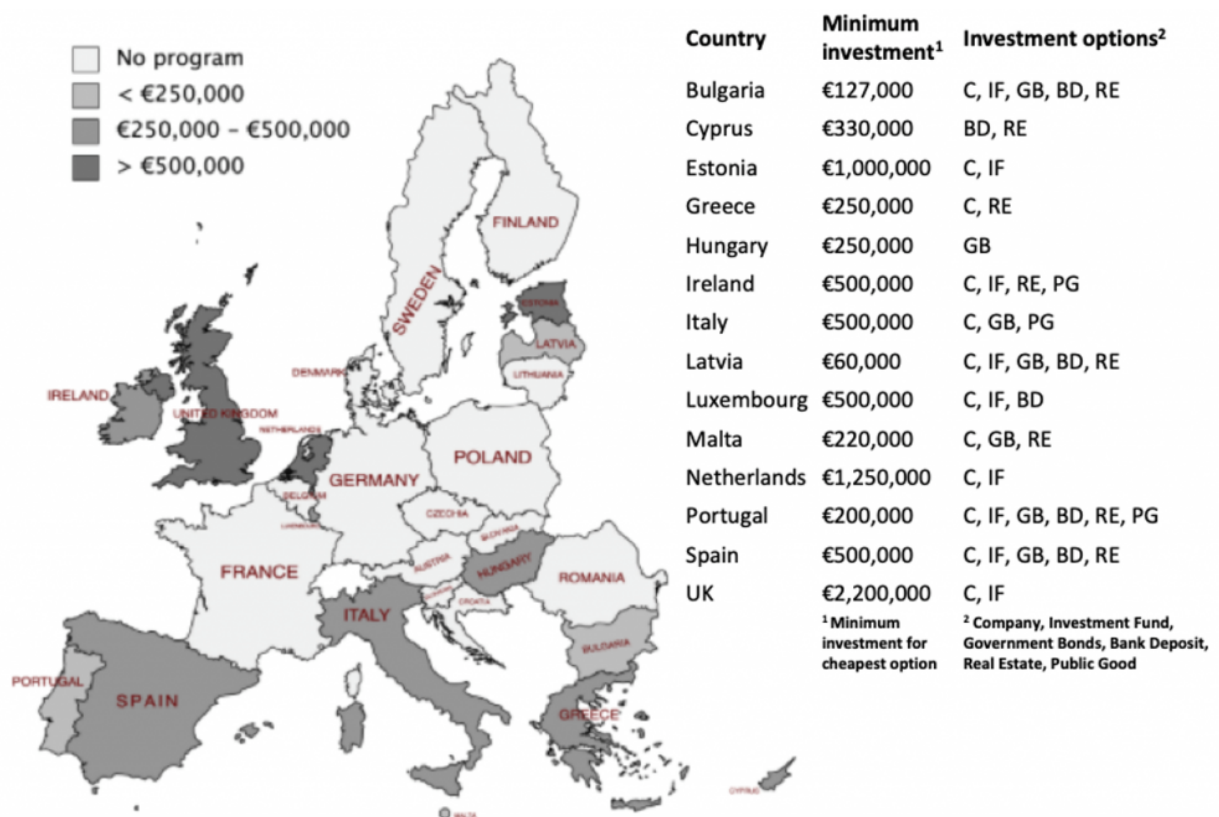 No program
< €250,000
€250,000 - €500,000
> €500,000
FINLAND
SWEDEN
ESTONIA
LATVIA
LITHUANIA
DENMARK
IRELAND
UNITED KINGDOM
NETHERLANDS
POLAND
GERMANY
BELGIUM
LUXEMBOURG
CZECHIA
SLOVAKIA
AUSTRIA
HUNGARY
FRANCE
ROMANIA
CROATIA
ITALY
BULGARIA
PORTUGAL
SPAIN
GREECE
CYPRUS
MALTA
Country Minimum investment¹ Investment options²
Bulgaria €127,000 C, IF, GB, BD, RE
Cyprus €330,000 BD, RE
Estonia €1,000,000 C, IF
Greece €250,000 C, RE
Hungary €250,000 GB
Ireland €500,000 C, IF, RE, PG
Italy €500,000 C, GB, PG
Latvia €60,000 C, IF, GB, BD, RE
Luxembourg €500,000 C, IF, BD
Malta €220,000 C, GB, RE
Netherlands €1,250,000 C, IF
Portugal €200,000 C, IF, GB, BD, RE, PG
Spain €500,000 C, IF, GB, BD, RE
UK €2,200,000 C, IF
¹ Minimum
investment for
cheapest option
² Company, Investment Fund,
Government Bonds, Bank Deposit,
Real Estate, Public Good